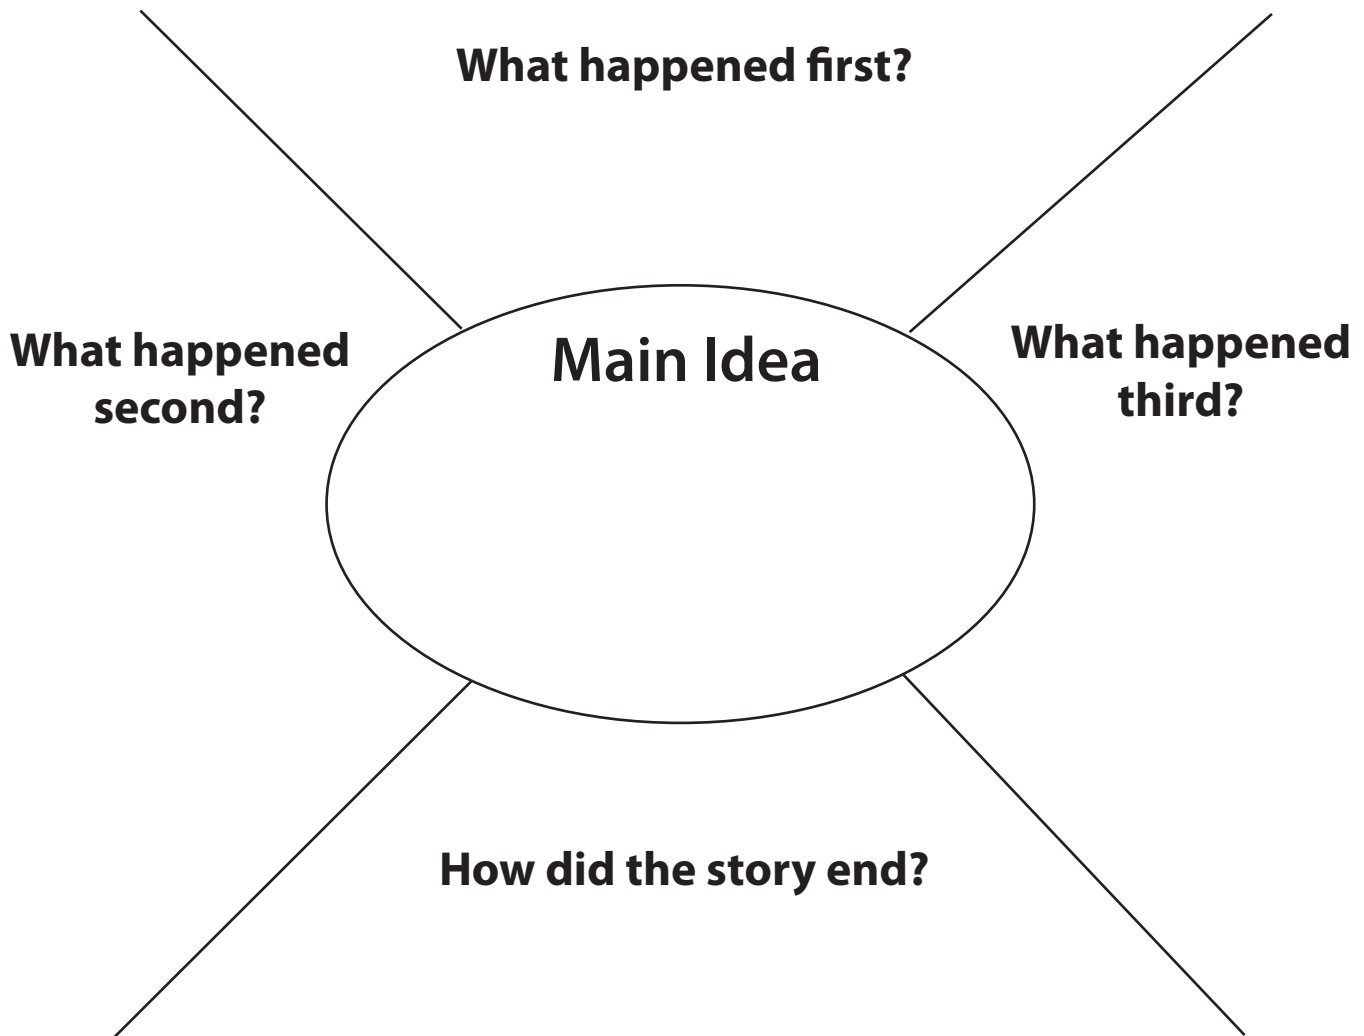 What happened first?
What happened
second?
Main Idea
What happened
third?
How did the story end?